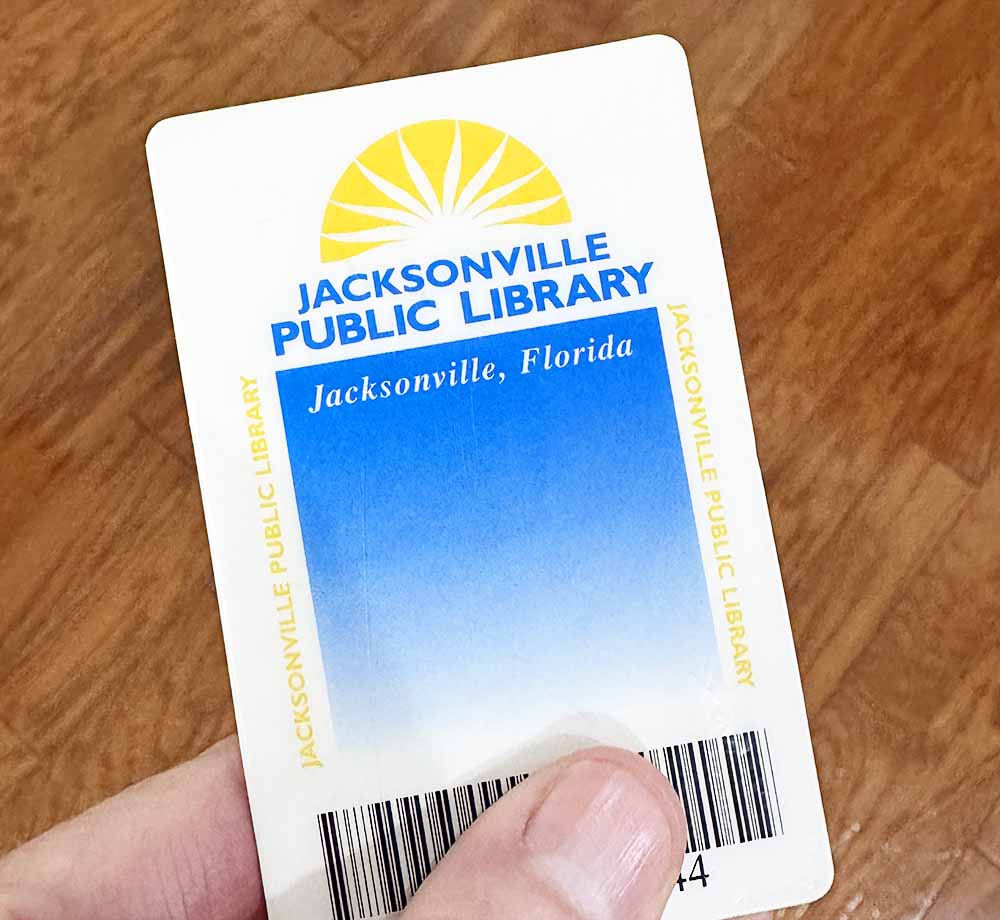 JACKSONVILLE
PUBLIC LIBRARY
Jacksonville, Florida
JACKSONVILLE PUBLIC LIBRARY
JACKSONVILLE PUBLIC LIBRARY
44